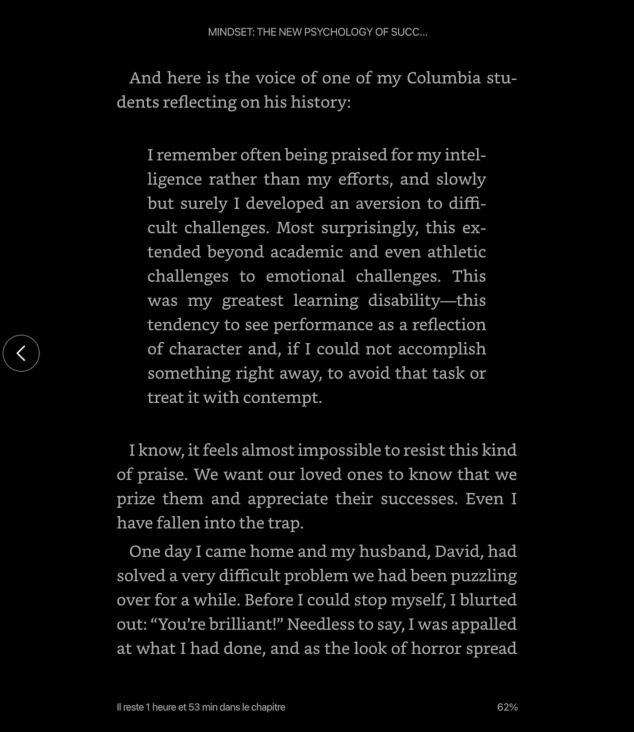 MINDSET: THE NEW PSYCHOLOGY OF SUCC...
And here is the voice of one of my Columbia stu-
dents reflecting on his history:
I remember often being praised for my intel-
ligence rather than my efforts, and slowly
but surely I developed an aversion to diffi-
cult challenges. Most surprisingly, this ex-
tended beyond academic and even athletic
challenges to emotional challenges. This
was my greatest learning disability—this
tendency to see performance as a reflection
of character and, if I could not accomplish
something right away, to avoid that task or
treat it with contempt.
I know, it feels almost impossible to resist this kind
of praise. We want our loved ones to know that we
prize them and appreciate their successes. Even I
have fallen into the trap.
One day I came home and my husband, David, had
solved a very difficult problem we had been puzzling
over for a while. Before I could stop myself, I blurted
out: “You’re brilliant!” Needless to say, I was appalled
at what I had done, and as the look of horror spread
Il reste 1 heure et 53 min dans le chapitre
62%